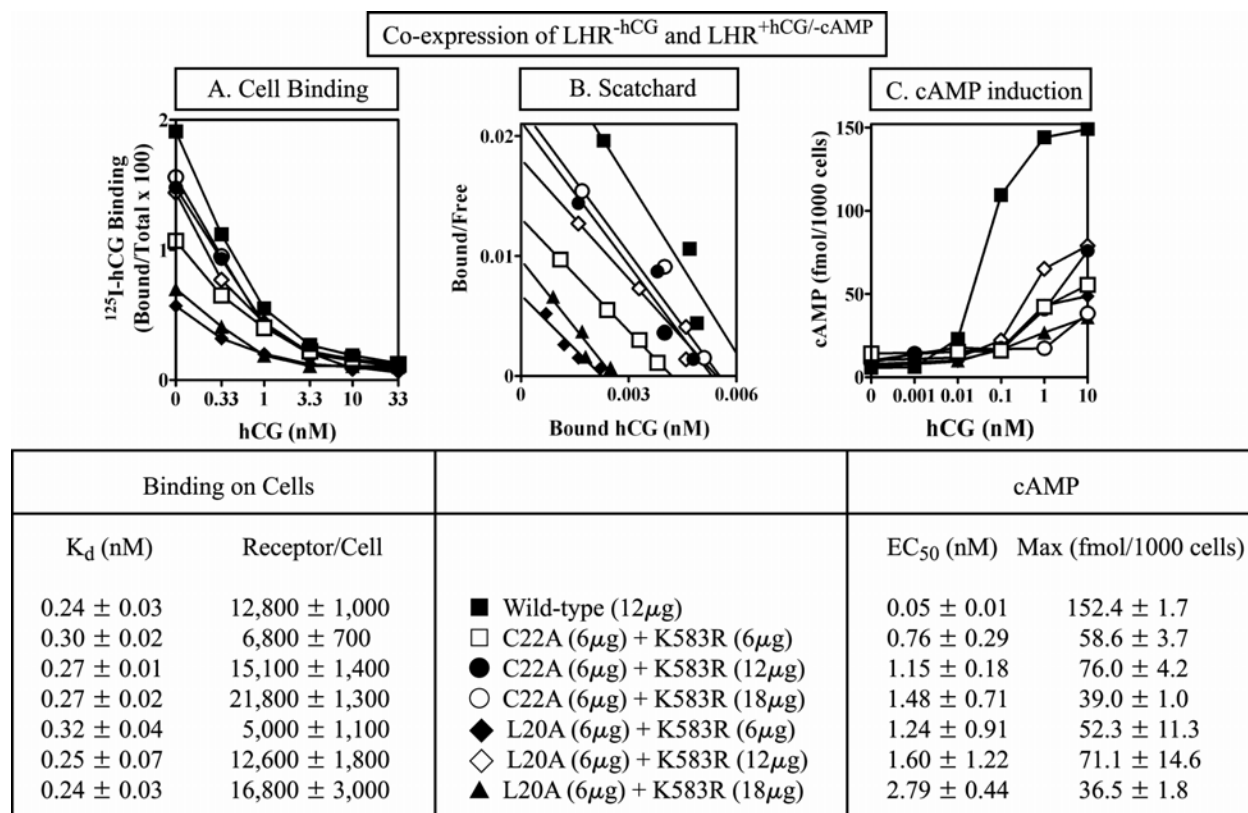 Co-expression of LHR-hCG and LHR+hCG/-cAMP
A. Cell Binding
B. Scatchard
C. cAMP induction
125I-hCG Binding
(Bound/Total x 100)
2
1
0
0 0.33 1 3.3 10 33
hCG (nM)
Bound/Free
0.02
0.01
0
0.003 0.006
Bound hCG (nM)
cAMP (fmol/1000 cells)
150
100
50
0
0 0.001 0.01 0.1 1 10
hCG (nM)
Binding on Cells cAMP
Kd (nM) Receptor/Cell EC50 (nM) Max (fmol/1000 cells)
0.24 ± 0.03 12,800 ± 1,000 Wild-type (12μg) 0.05 ± 0.01 152.4 ± 1.7
0.30 ± 0.02 6,800 ± 700 C22A (6μg) + K583R (6μg) 0.76 ± 0.29 58.6 ± 3.7
0.27 ± 0.01 15,100 ± 1,400 C22A (6μg) + K583R (12μg) 1.15 ± 0.18 76.0 ± 4.2
0.27 ± 0.02 21,800 ± 1,300 C22A (6μg) + K583R (18μg) 1.48 ± 0.71 39.0 ± 1.0
0.32 ± 0.04 5,000 ± 1,100 L20A (6μg) + K583R (6μg) 1.24 ± 0.91 52.3 ± 11.3
0.25 ± 0.07 12,600 ± 1,800 L20A (6μg) + K583R (12μg) 1.60 ± 1.22 71.1 ± 14.6
0.24 ± 0.03 16,800 ± 3,000 L20A (6μg) + K583R (18μg) 2.79 ± 0.44 36.5 ± 1.8